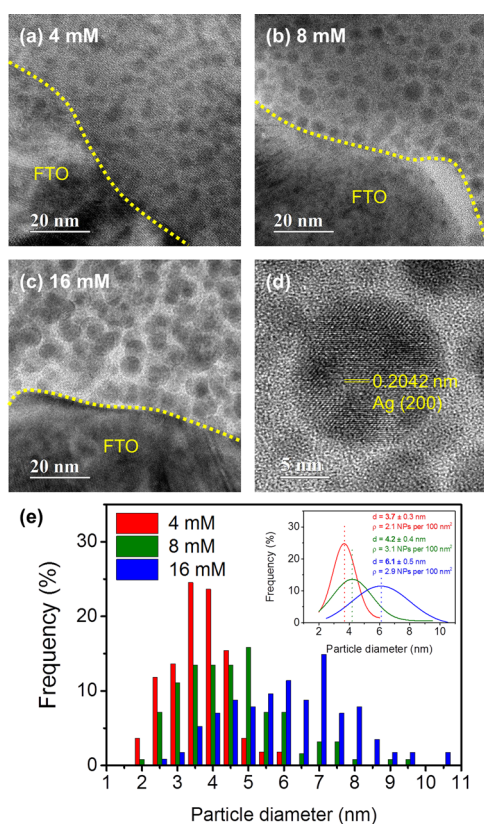 (a) 4 mM
FTO
20 nm
(b) 8 mM
FTO
20 nm
(c) 16 mM
FTO
20 nm
(d)
0.2042 nm
Ag (200)
5 nm
(e)
4 mM
8 mM
16 mM
Frequency (%)
30
20
10
0
1 2 3 4 5 6 7 8 9 10 11
Particle diameter (nm)
d = 3.7 ± 0.3 nm
ρ = 2.1 NPs per 100 nm²
d = 4.2 ± 0.4 nm
ρ = 3.1 NPs per 100 nm²
d = 6.1 ± 0.5 nm
ρ = 2.9 NPs per 100 nm²
Frequency (%)
30
20
10
0
2 4 6 8 10
Particle diameter (nm)